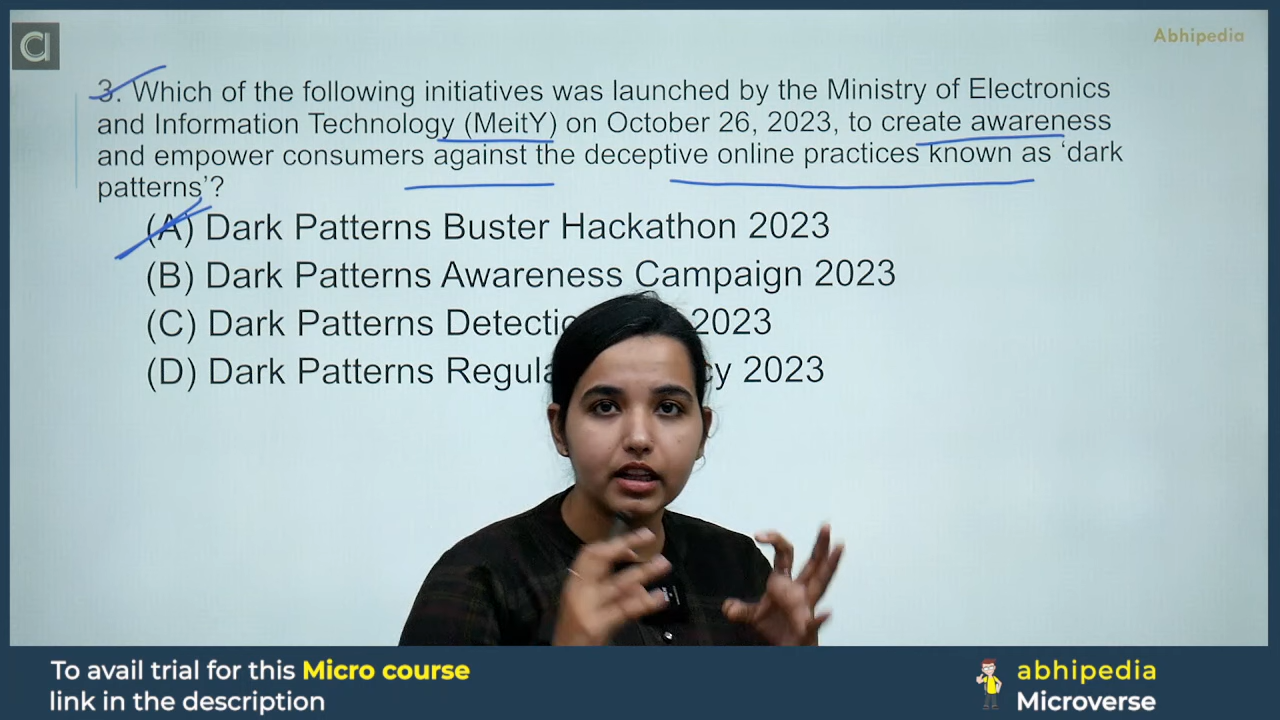 Abhipedia
3. Which of the following initiatives was launched by the Ministry of Electronics
and Information Technology (MeitY) on October 26, 2023, to create awareness
and empower consumers against the deceptive online practices known as ‘dark
patterns’?
(A) Dark Patterns Buster Hackathon 2023
(B) Dark Patterns Awareness Campaign 2023
(C) Dark Patterns 2023
(D) Dark Patterns 2023
To avail trial for this Micro course
link in the description
abhipedia
Microverse